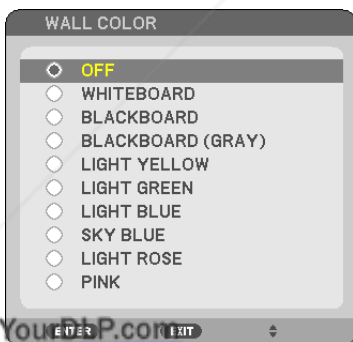 WALL COLOR
OFF
WHITEBOARD
BLACKBOARD
BLACKBOARD (GRAY)
LIGHT YELLOW
LIGHT GREEN
LIGHT BLUE
SKY BLUE
LIGHT ROSE
PINK
ENTER EXIT
YourDLP.com